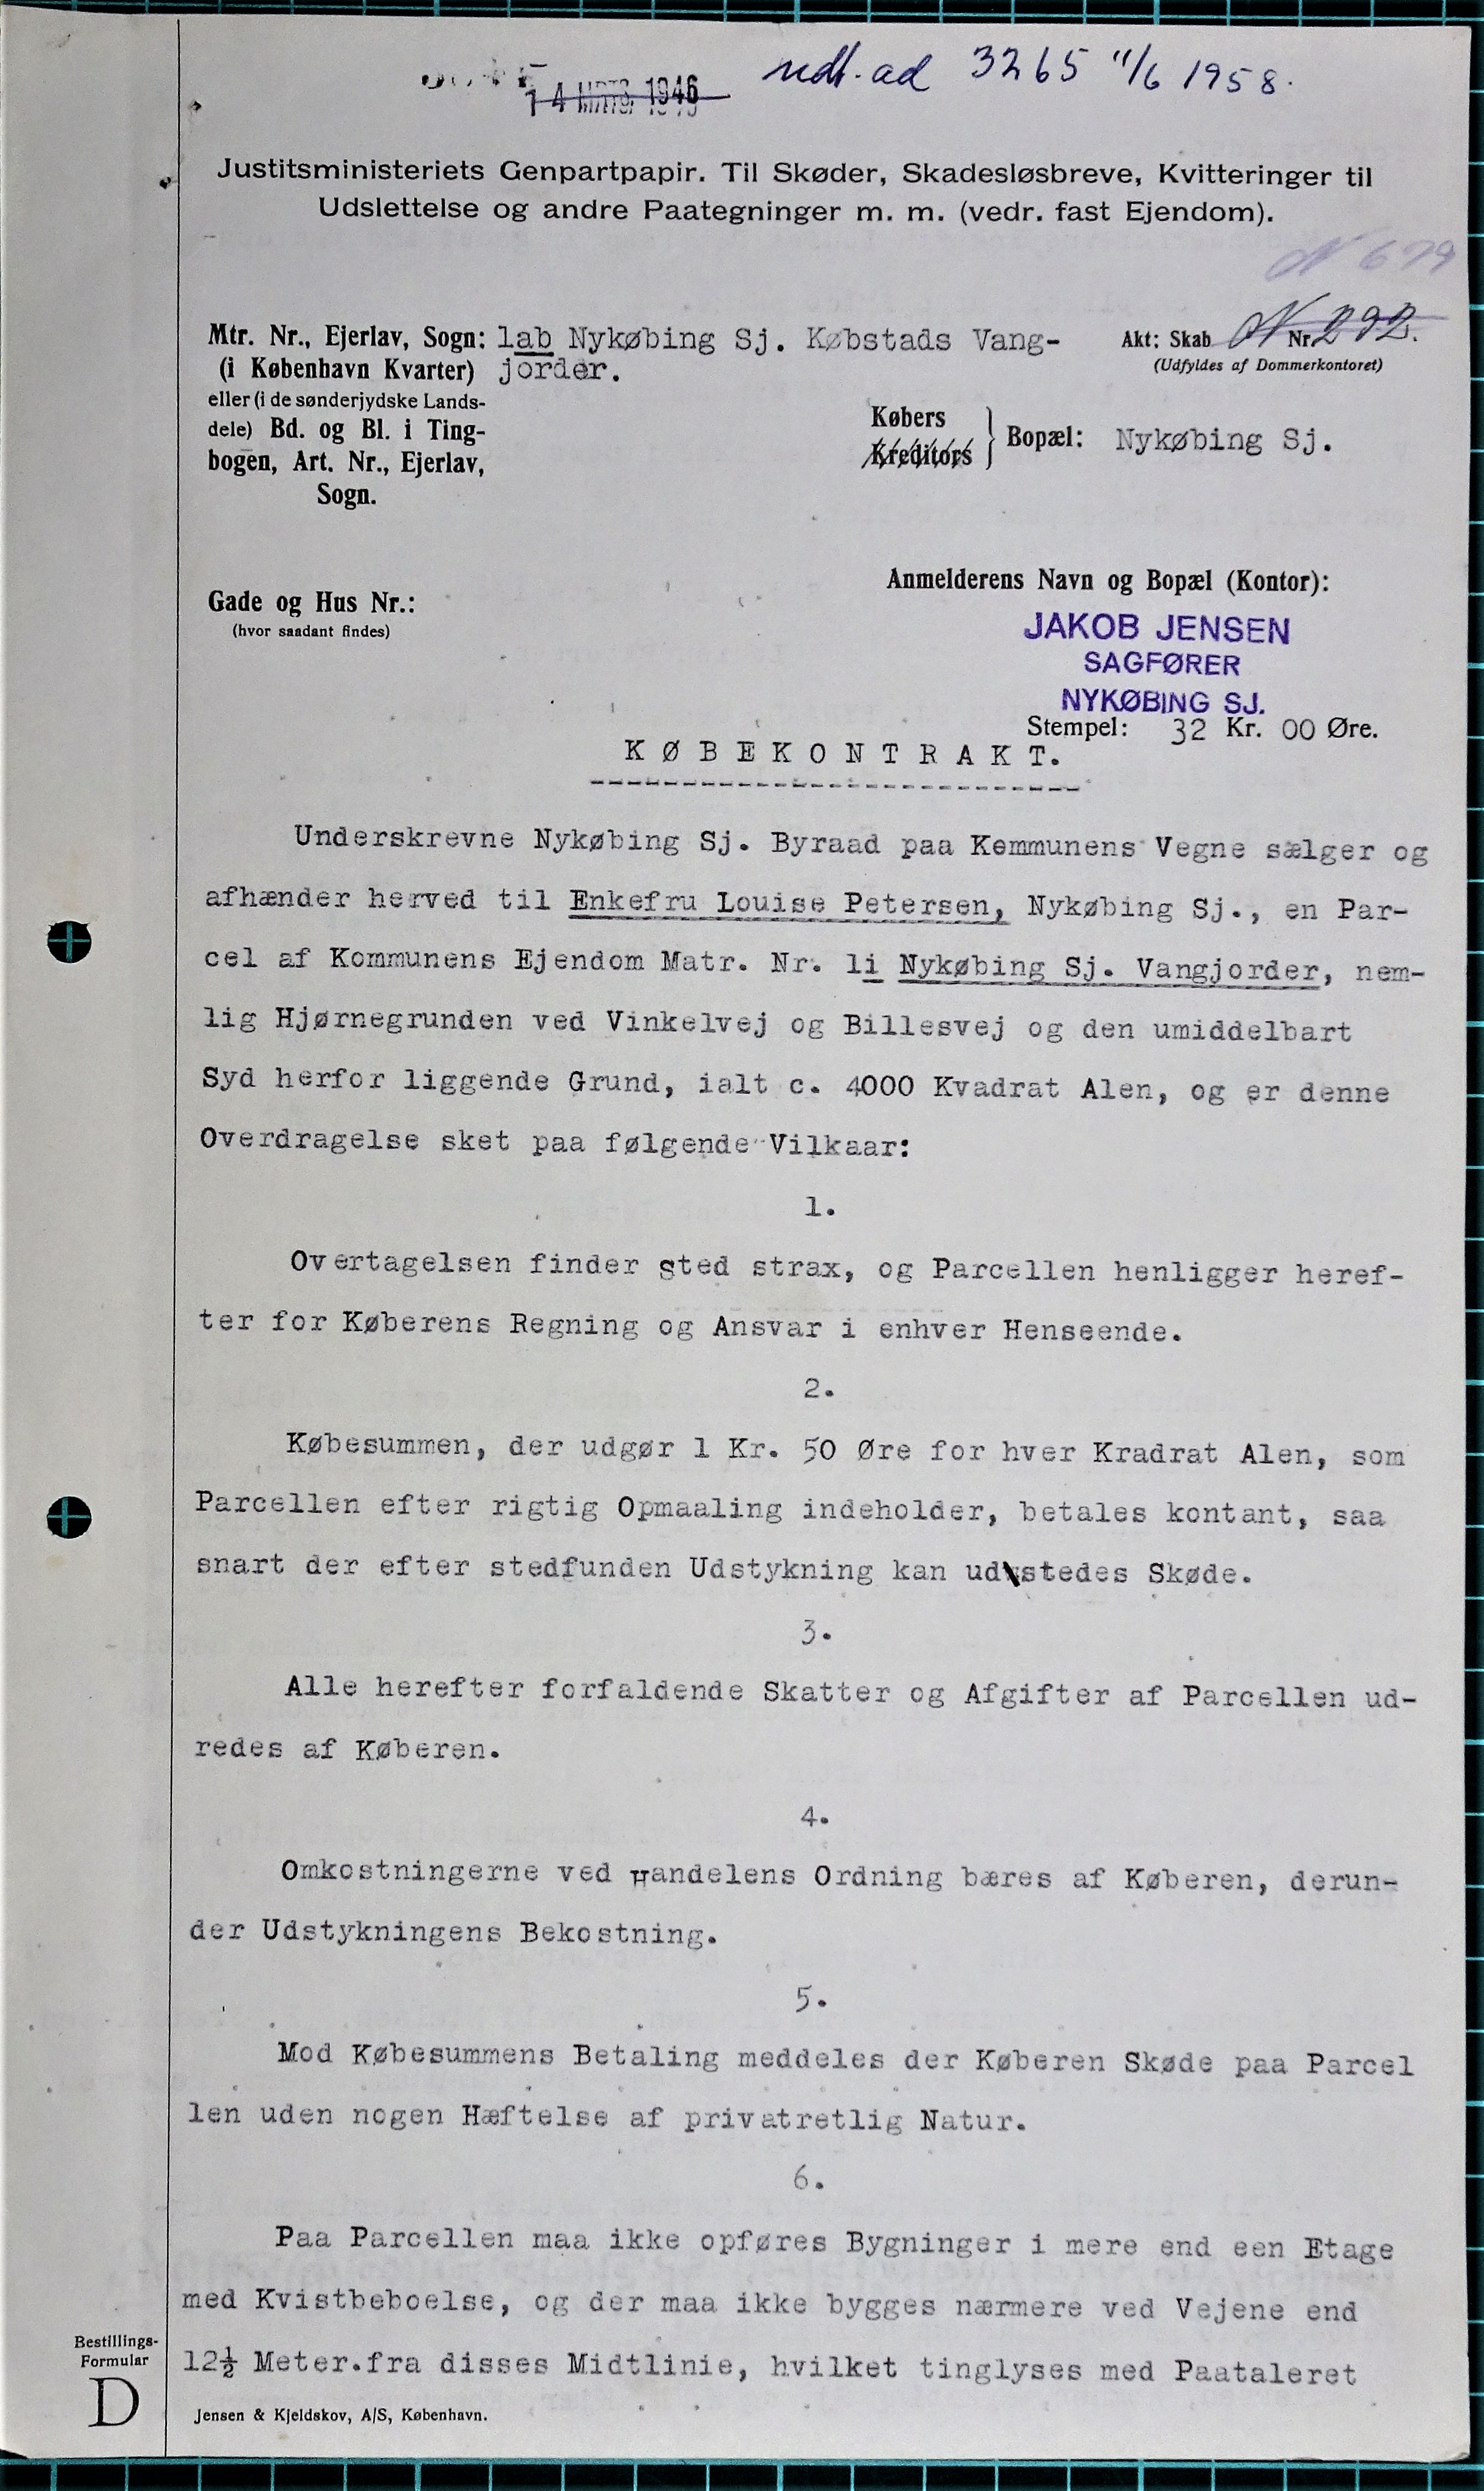 14 MRTS 1946
ndt. ad 3265 11/6 1958.
Justitsministeriets Genpartpapir. Til Skøder, Skadesløsbreve, Kvitteringer til
Udslettelse og andre Paategninger m. m. (vedr. fast Ejendom).
N 679
Mtr. Nr., Ejerlav, Sogn: 1ab Nykøbing Sj. Købstads Vang-
(i København Kvarter) jorder.
eller (i de sønderjydske Lands-
dele) Bd. og Bl. i Ting-
bogen, Art. Nr., Ejerlav,
Sogn.
Akt: Skab N Nr. 292.
(Udfyldes af Dommerkontoret)
Købers
Kreditors
Bopæl: Nykøbing Sj.
Gade og Hus Nr.:
(hvor saadant findes)
Anmelderens Navn og Bopæl (Kontor):
JAKOB JENSEN
SAGFØRER
NYKØBING SJ.
Stempel: 32 Kr. 00 Øre.
KØBEKONTRAKT.
Underskrevne Nykøbing Sj. Byraad paa Kommunens Vegne sælger og
afhænder herved til Enkefru Louise Petersen, Nykøbing Sj., en Par-
cel af Kommunens Ejendom Matr. Nr. 1i Nykøbing Sj. Vangjorder, nem-
lig Hjørnegrunden ved Vinkelvej og Billesvej og den umiddelbart
Syd herfor liggende Grund, ialt c. 4000 Kvadrat Alen, og er denne
Overdragelse sket paa følgende Vilkaar:
1.
Overtagelsen finder sted strax, og Parcellen henligger heref-
ter for Køberens Regning og Ansvar i enhver Henseende.
2.
Købesummen, der udgør 1 Kr. 50 Øre for hver Kradrat Alen, som
Parcellen efter rigtig Opmaaling indeholder, betales kontant, saa
snart der efter stedfunden Udstykning kan udstedes Skøde.
3.
Alle herefter forfaldende Skatter og Afgifter af Parcellen ud-
redes af Køberen.
4.
Omkostningerne ved Handelens Ordning bæres af Køberen, derun-
der Udstykningens Bekostning.
5.
Mod Købesummens Betaling meddeles der Køberen Skøde paa Parcel
len uden nogen Hæftelse af privatretlig Natur.
6.
Paa Parcellen maa ikke opføres Bygninger i mere end een Etage
med Kvistbeboelse, og der maa ikke bygges nærmere ved Vejene end
12½ Meter.fra disses Midtlinie, hvilket tinglyses med Paataleret
Bestillings-
Formular
D
Jensen & Kjeldskov, A/S, København.